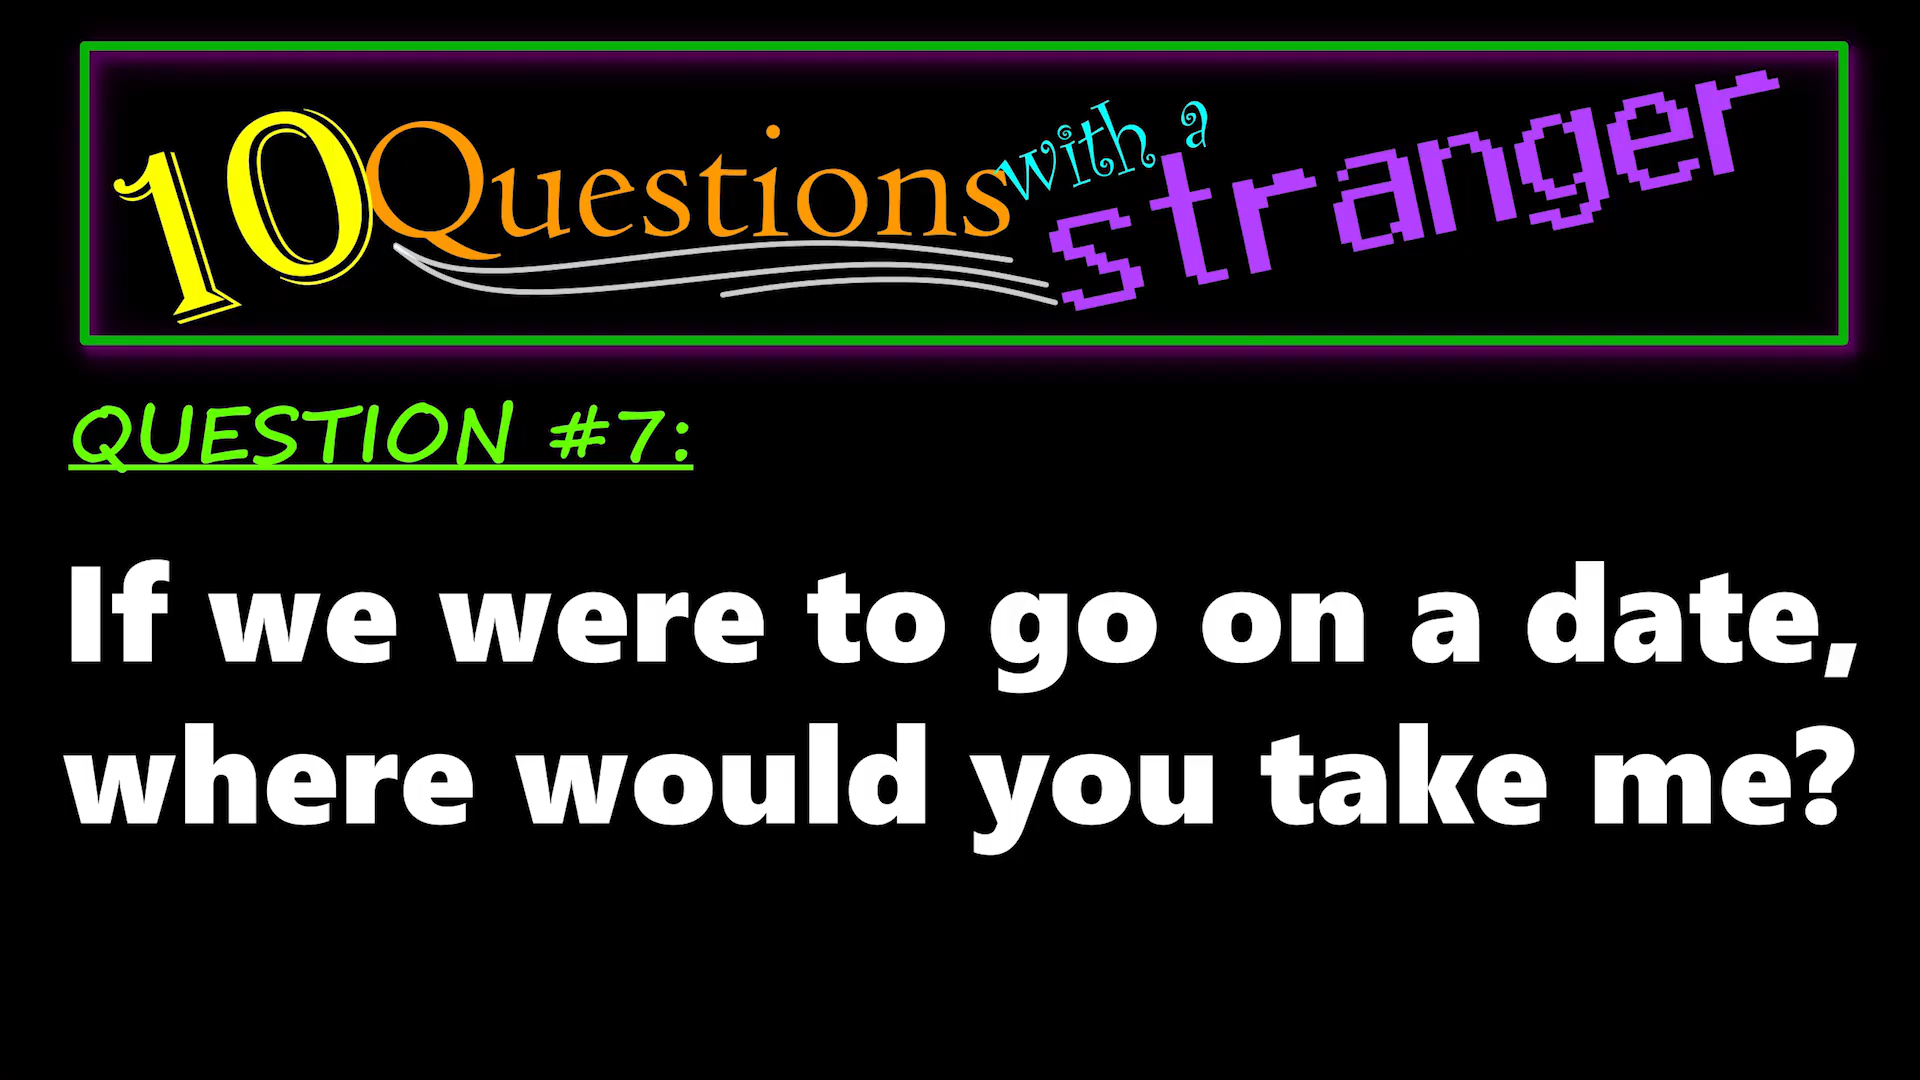 10 Questions with a stranger
QUESTION #7:
If we were to go on a date,
where would you take me?